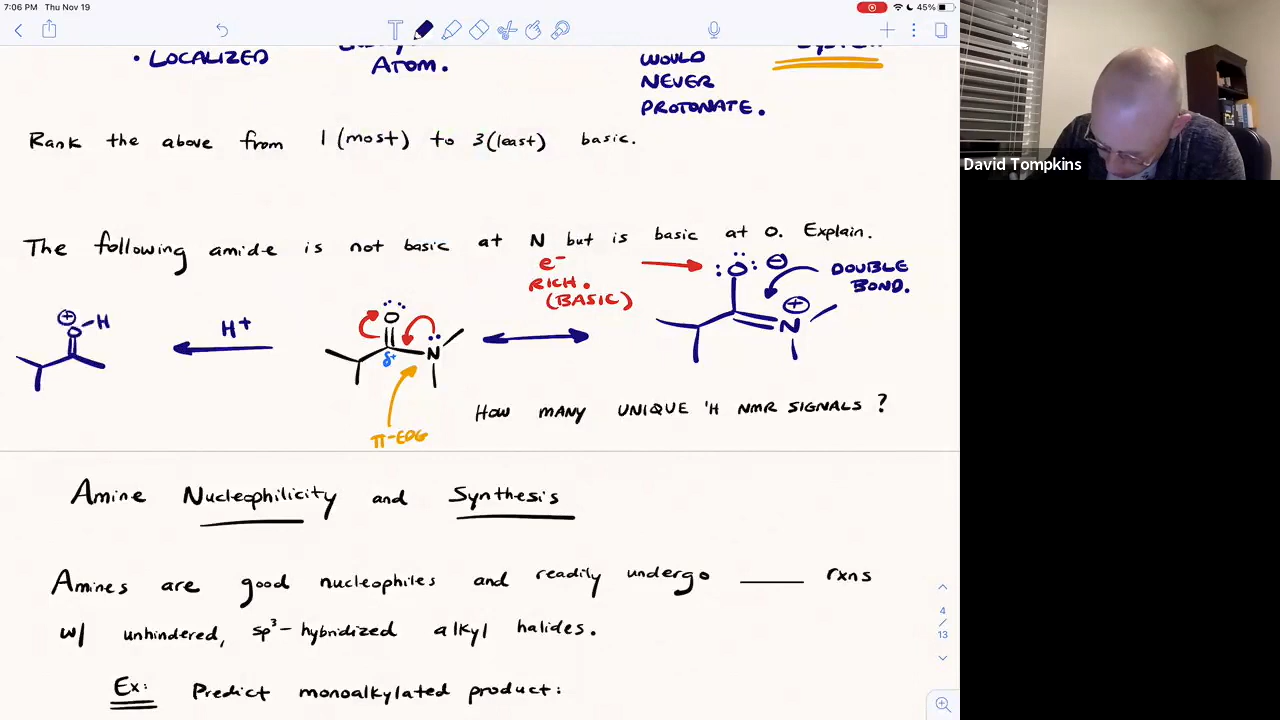 7:06 PM Thu Nov 19
45%
• LOCALIZED
ATOM.
WOULD
NEVER
PROTONATE.
System
Rank the above from 1 (most) to 3 (least) basic.
The following amide is not basic at N but is basic at O. Explain.
e⁻
RICH.
(BASIC)
:O: ⊖
DOUBLE
BOND.
⊕
N
⊕
O-H
H+
O
δ+
N
π-EDG
HOW MANY UNIQUE ¹H NMR SIGNALS ?
Amine Nucleophilicity and Synthesis
Amines are good nucleophiles and readily undergo ____ rxns
w/ unhindered, sp³-hybridized alkyl halides.
Ex: Predict monoalkylated product:
4
/
13
David Tompkins